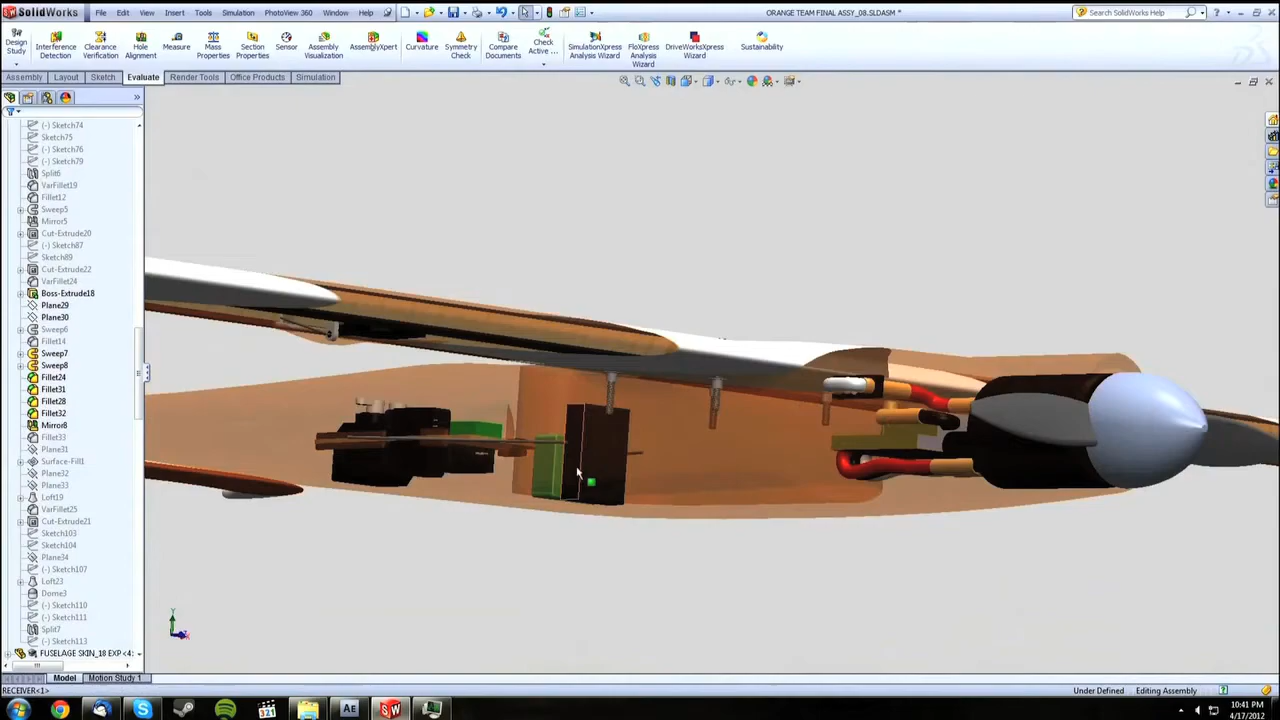 SolidWorks File Edit View Insert Tools Simulation PhotoView 360 Window Help ORANGE TEAM FINAL ASSY_08.SLDASM * Search SolidWorks Help
Design Study Interference Detection Clearance Verification Hole Alignment Measure Mass Properties Section Properties Sensor Assembly Visualization AssemblyXpert Curvature Symmetry Check Compare Documents Check Active ... SimulationXpress Analysis Wizard FloXpress Analysis Wizard DriveWorksXpress Wizard Sustainability
Assembly Layout Sketch Evaluate Render Tools Office Products Simulation
(-) Sketch74
Sketch75
(-) Sketch76
(-) Sketch79
Split6
VarFillet19
Fillet12
Sweep5
Mirror5
Cut-Extrude20
(-) Sketch87
Sketch89
Cut-Extrude22
VarFillet24
Boss-Extrude18
Plane29
Plane30
Sweep6
Fillet14
Sweep7
Sweep8
Fillet24
Fillet31
Fillet28
Fillet32
Mirror8
Fillet33
Plane31
Surface-Fill1
Plane32
Plane33
Loft19
VarFillet25
Cut-Extrude21
Sketch103
Sketch104
Plane34
(-) Sketch107
Loft23
Dome3
(-) Sketch110
(-) Sketch111
Split7
(-) Sketch113
FUSELAGE SKIN_18 EXP<4:
Model Motion Study 1
RECEIVER<1> Under Defined Editing Assembly
321 AE SW 10:41 PM
4/17/2012